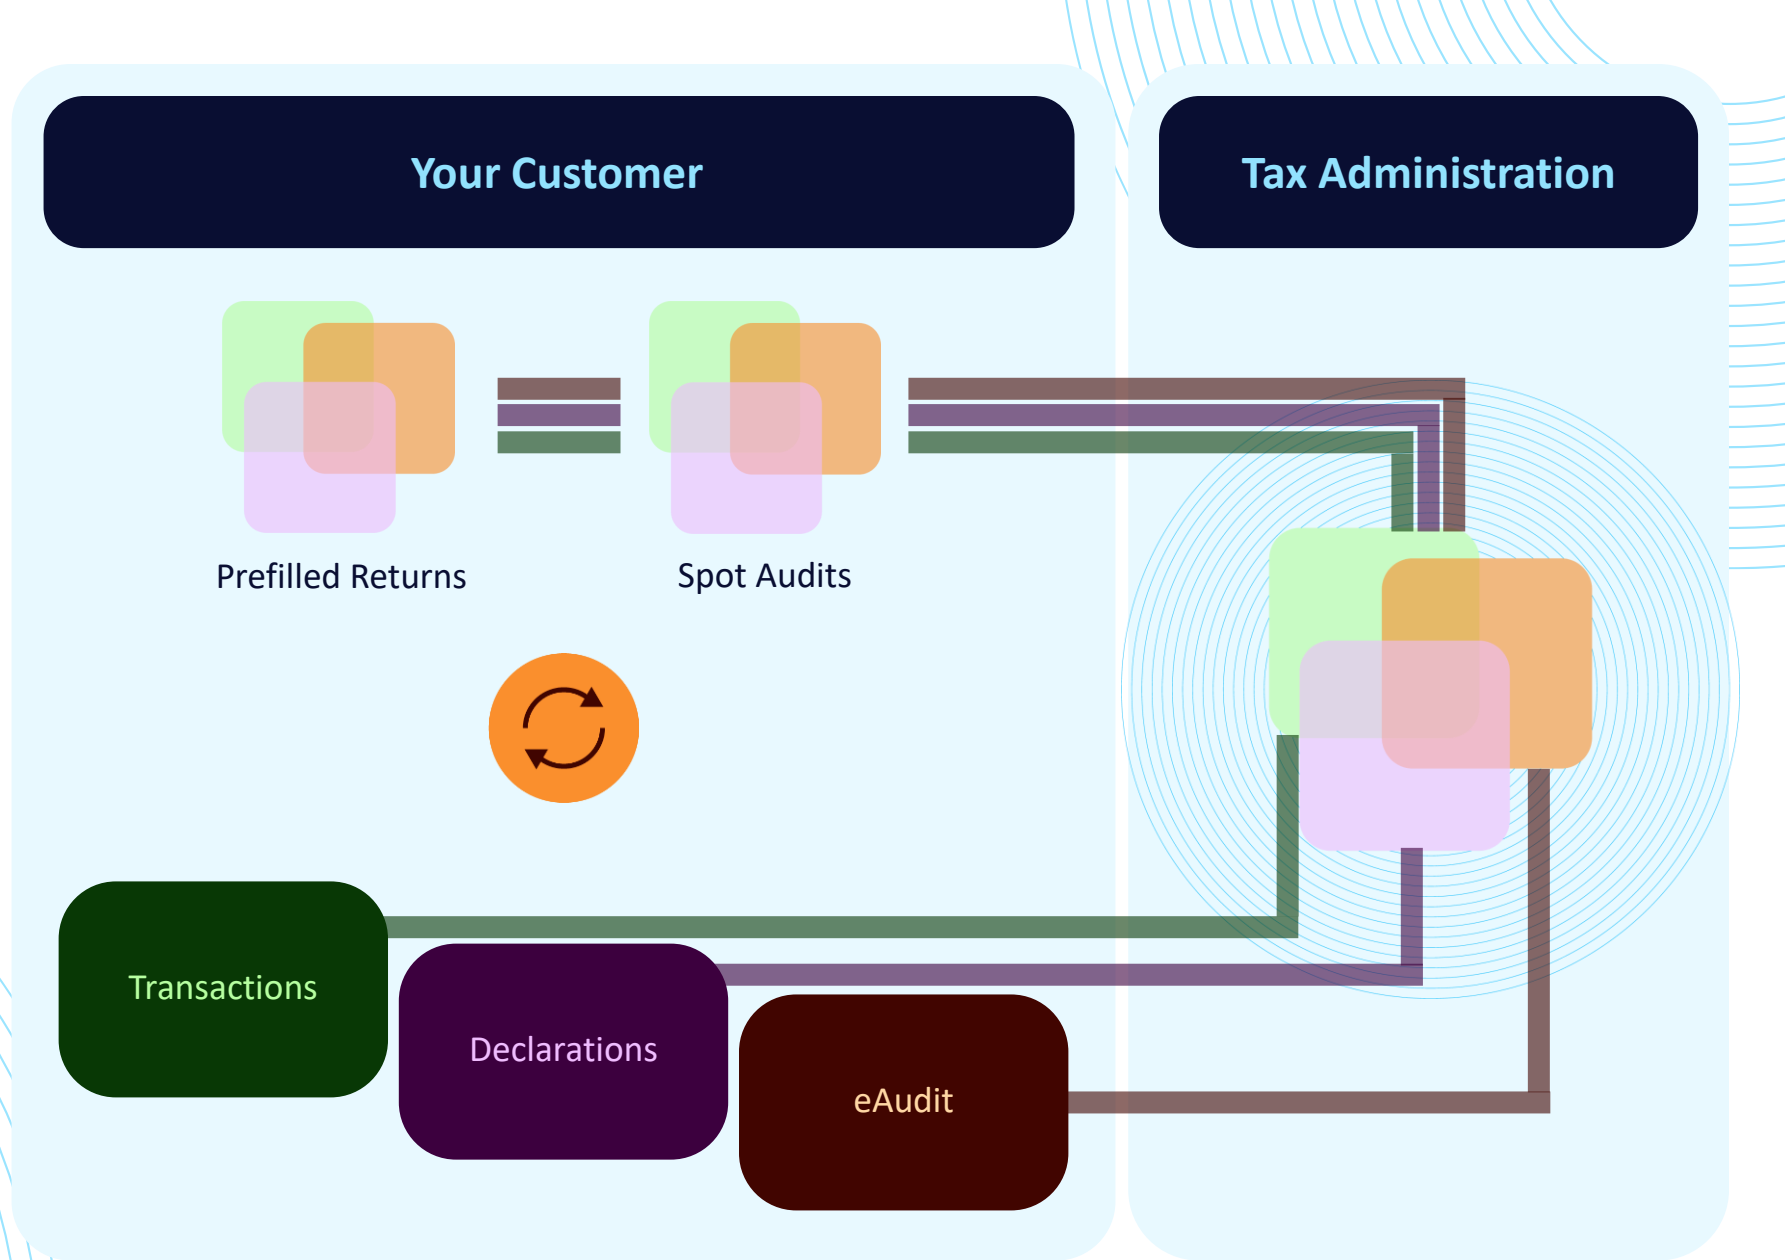 Your Customer
Tax Administration
Prefilled Returns
Spot Audits
Transactions
Declarations
eAudit